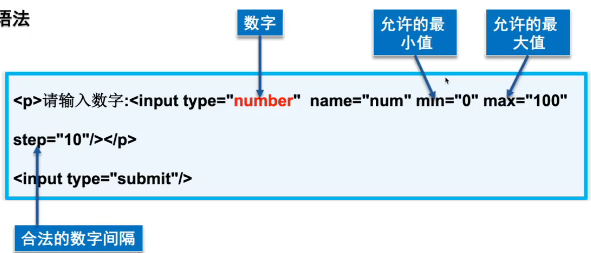 语法
数字
允许的最
小值
允许的最
大值
<p>请输入数字:<input type="number" name="num" min="0" max="100"
step="10"/></p>
<input type="submit"/>
合法的数字间隔